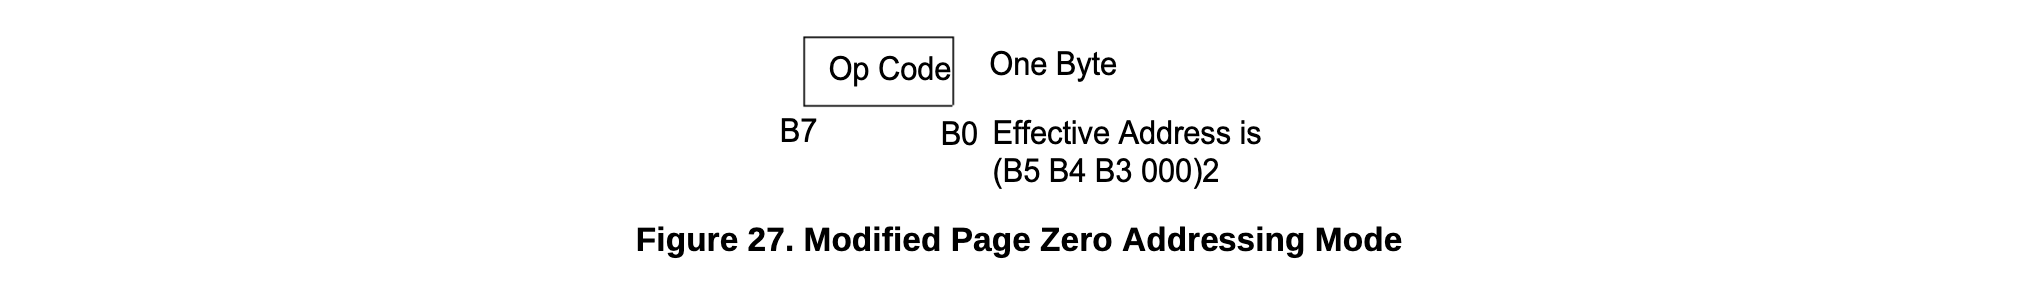 Op Code One Byte
B7 B0 Effective Address is
(B5 B4 B3 000)2
Figure 27. Modified Page Zero Addressing Mode